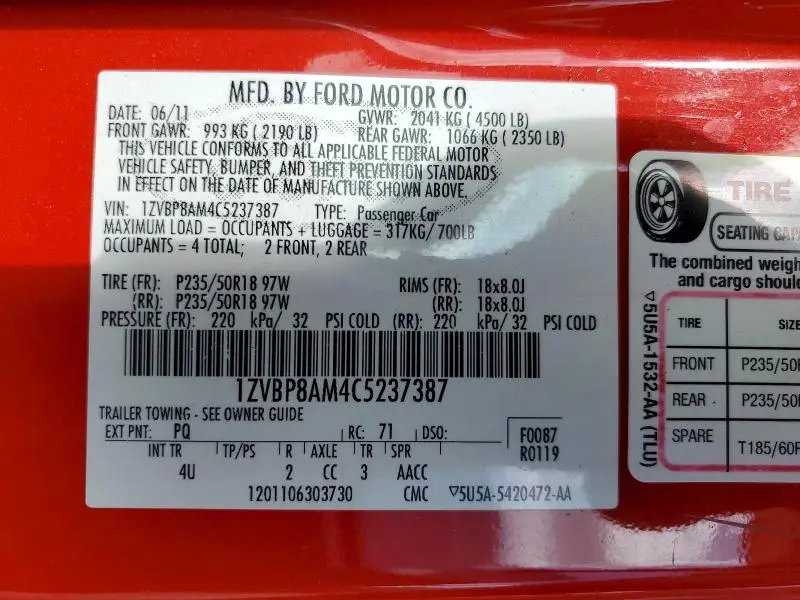 MFD. BY FORD MOTOR CO.
DATE: 06/11 GVWR: 2041 KG ( 4500 LB)
FRONT GAWR: 993 KG ( 2190 LB) REAR GAWR: 1066 KG ( 2350 LB)
THIS VEHICLE CONFORMS TO ALL APPLICABLE FEDERAL MOTOR
VEHICLE SAFETY, BUMPER, AND THEFT PREVENTION STANDARDS
IN EFFECT ON THE DATE OF MANUFACTURE SHOWN ABOVE.
VIN: 1ZVBP8AM4C5237387 TYPE: Passenger Car
MAXIMUM LOAD = OCCUPANTS + LUGGAGE = 317KG/700LB
OCCUPANTS = 4 TOTAL; 2 FRONT, 2 REAR
TIRE (FR): P235/50R18 97W RIMS (FR): 18x8.0J
(RR): P235/50R18 97W (RR): 18x8.0J
PRESSURE (FR): 220 kPa/ 32 PSI COLD (RR): 220 kPa/ 32 PSI COLD
1ZVBP8AM4C5237387
TRAILER TOWING - SEE OWNER GUIDE
EXT PNT: PQ RC: 71 DSO: F0087
R0119
INT TR TP/PS R AXLE TR SPR
4U 2 CC 3 AACC
1201106303730 CMC ▽5U5A-5420472-AA
TIRE
SEATING
The combined
and cargo
▽5U5A-1532-AA (TLU)
TIRE
FRONT P235/50
REAR P235/50
SPARE T185/60